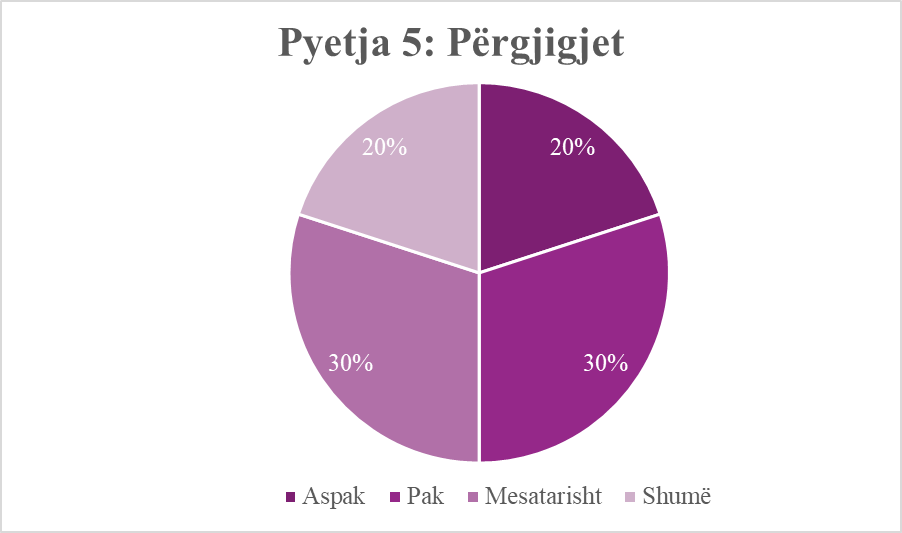 Pyetja 5: Përgjigjet
20%
20%
30%
30%
Aspak Pak Mesatarisht Shumë